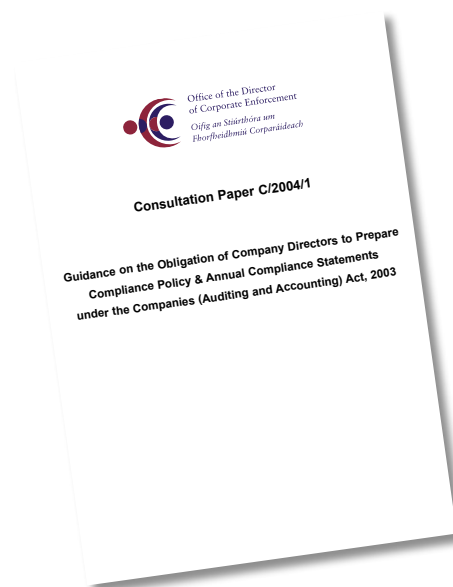 Office of the Director
of Corporate Enforcement
Oifig an Stiúrthóra um
Fhorfheidhmiú Corparáideach
Consultation Paper C/2004/1
Guidance on the Obligation of Company Directors to Prepare
Compliance Policy & Annual Compliance Statements
under the Companies (Auditing and Accounting) Act, 2003